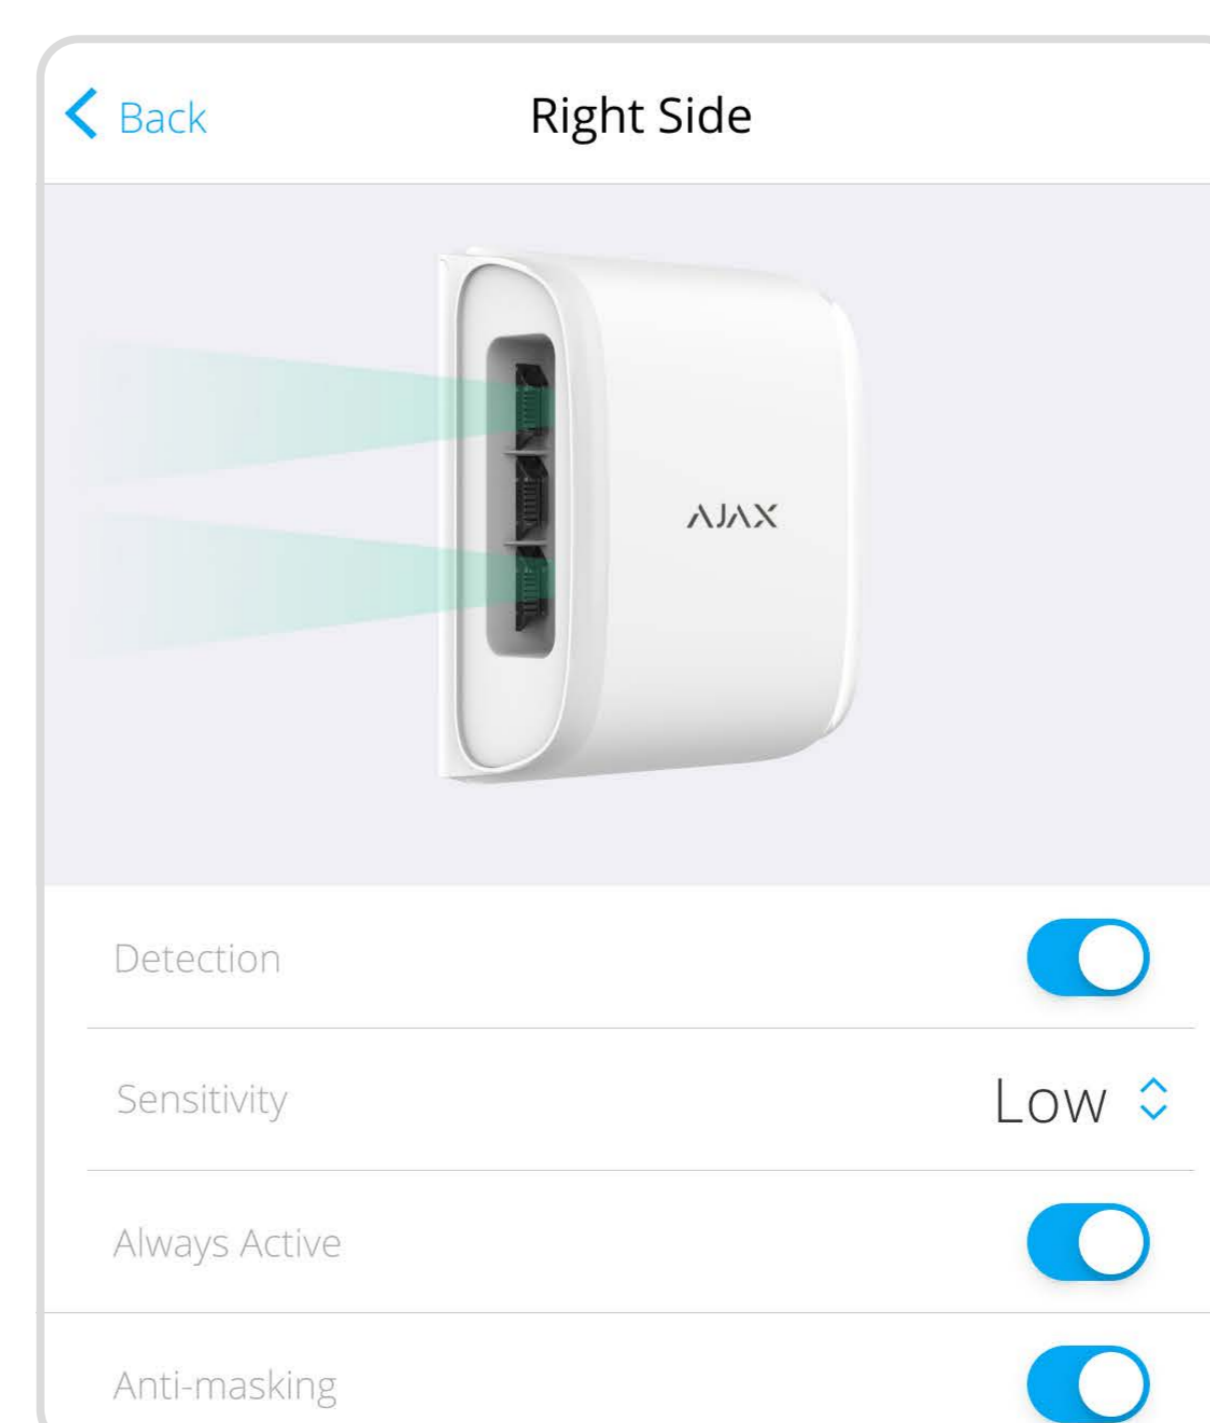 Back
Right Side
AJAX
Detection
Sensitivity
Low
Always Active
Anti-masking